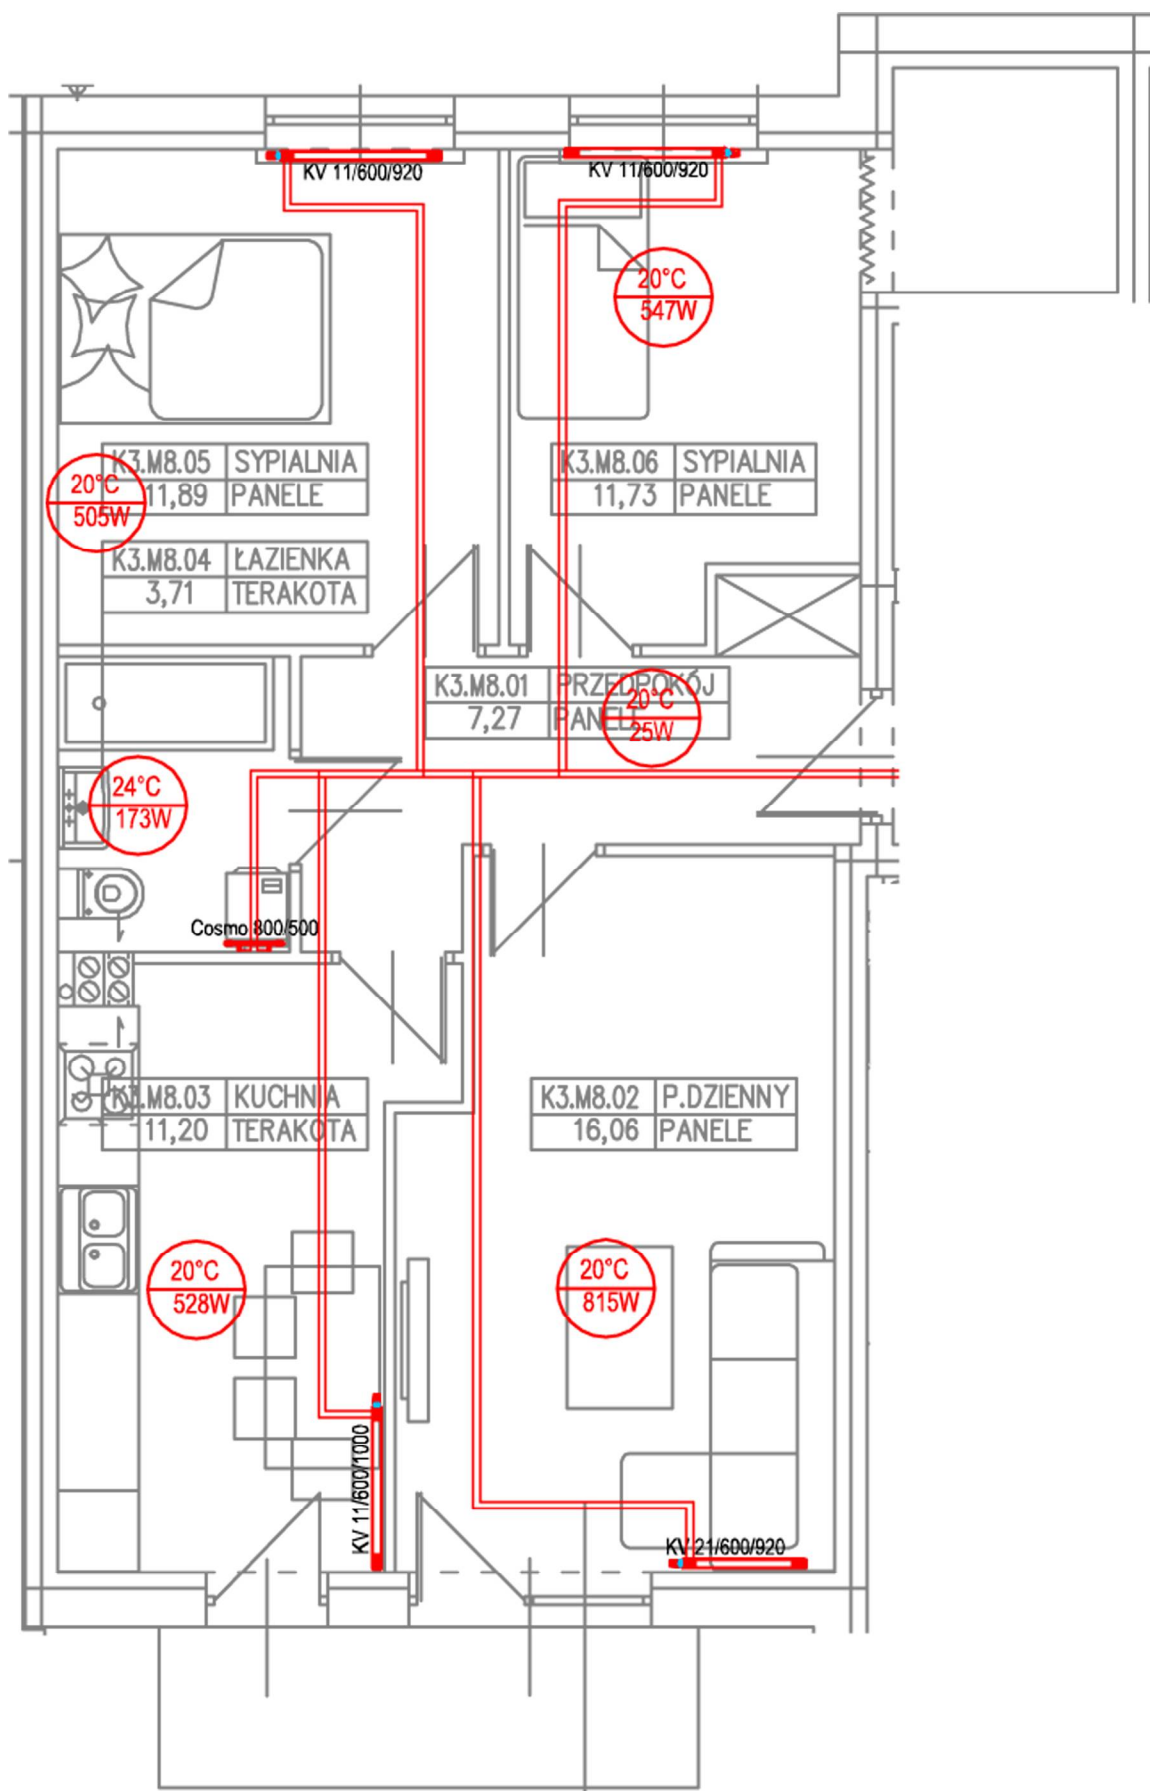 KV 11/600/920
KV 11/600/920
20°C
547W
K3.M8.05 SYPIALNIA
11,89 PANELE
K3.M8.06 SYPIALNIA
11,73 PANELE
20°C
505W
K3.M8.04 ŁAZIENKA
3,71 TERAKOTA
K3.M8.01 PRZEDPOKÓJ
7,27 PANELE
20°C
25W
24°C
173W
Cosmo 800/500
K3.M8.03 KUCHNIA
11,20 TERAKOTA
K3.M8.02 P.DZIENNY
16,06 PANELE
20°C
528W
20°C
815W
KV 11/600/1000
KV 21/600/920